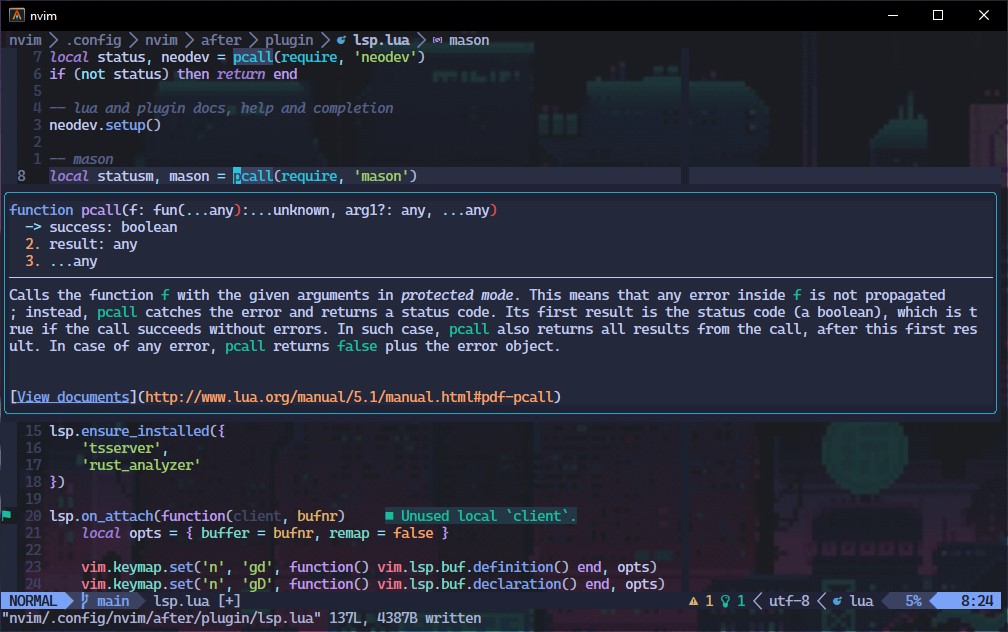 nvim
nvim > .config > nvim > after > plugin > lsp.lua > mason
7 local status, neodev = pcall(require, 'neodev')
6 if (not status) then return end
5
4 -- lua and plugin docs, help and completion
3 neodev.setup()
2
1 -- mason
8 local statusm, mason = pcall(require, 'mason')
function pcall(f: fun(...any):...unknown, arg1?: any, ...any)
-> success: boolean
2. result: any
3. ...any
Calls the function f with the given arguments in protected mode. This means that any error inside f is not propagated
; instead, pcall catches the error and returns a status code. Its first result is the status code (a boolean), which is t
rue if the call succeeds without errors. In such case, pcall also returns all results from the call, after this first res
ult. In case of any error, pcall returns false plus the error object.
[View documents](http://www.lua.org/manual/5.1/manual.html#pdf-pcall)
15 lsp.ensure_installed({
16 'tsserver',
17 'rust_analyzer'
18 })
19
20 lsp.on_attach(function(client, bufnr) ■ Unused local `client`.
21 local opts = { buffer = bufnr, remap = false }
22
23 vim.keymap.set('n', 'gd', function() vim.lsp.buf.definition() end, opts)
24 vim.keymap.set('n', 'gD', function() vim.lsp.buf.declaration() end, opts)
NORMAL main lsp.lua [+] 1 1 utf-8 lua 5% 8:24
"nvim/.config/nvim/after/plugin/lsp.lua" 137L, 4387B written